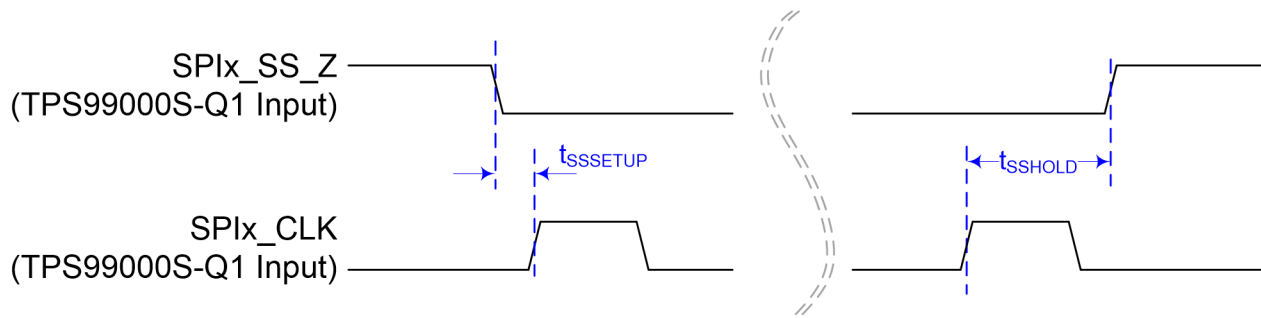 SPIx_SS_Z
(TPS99000S-Q1 Input)
tSSSETUP
tSSHOLD
SPIx_CLK
(TPS99000S-Q1 Input)